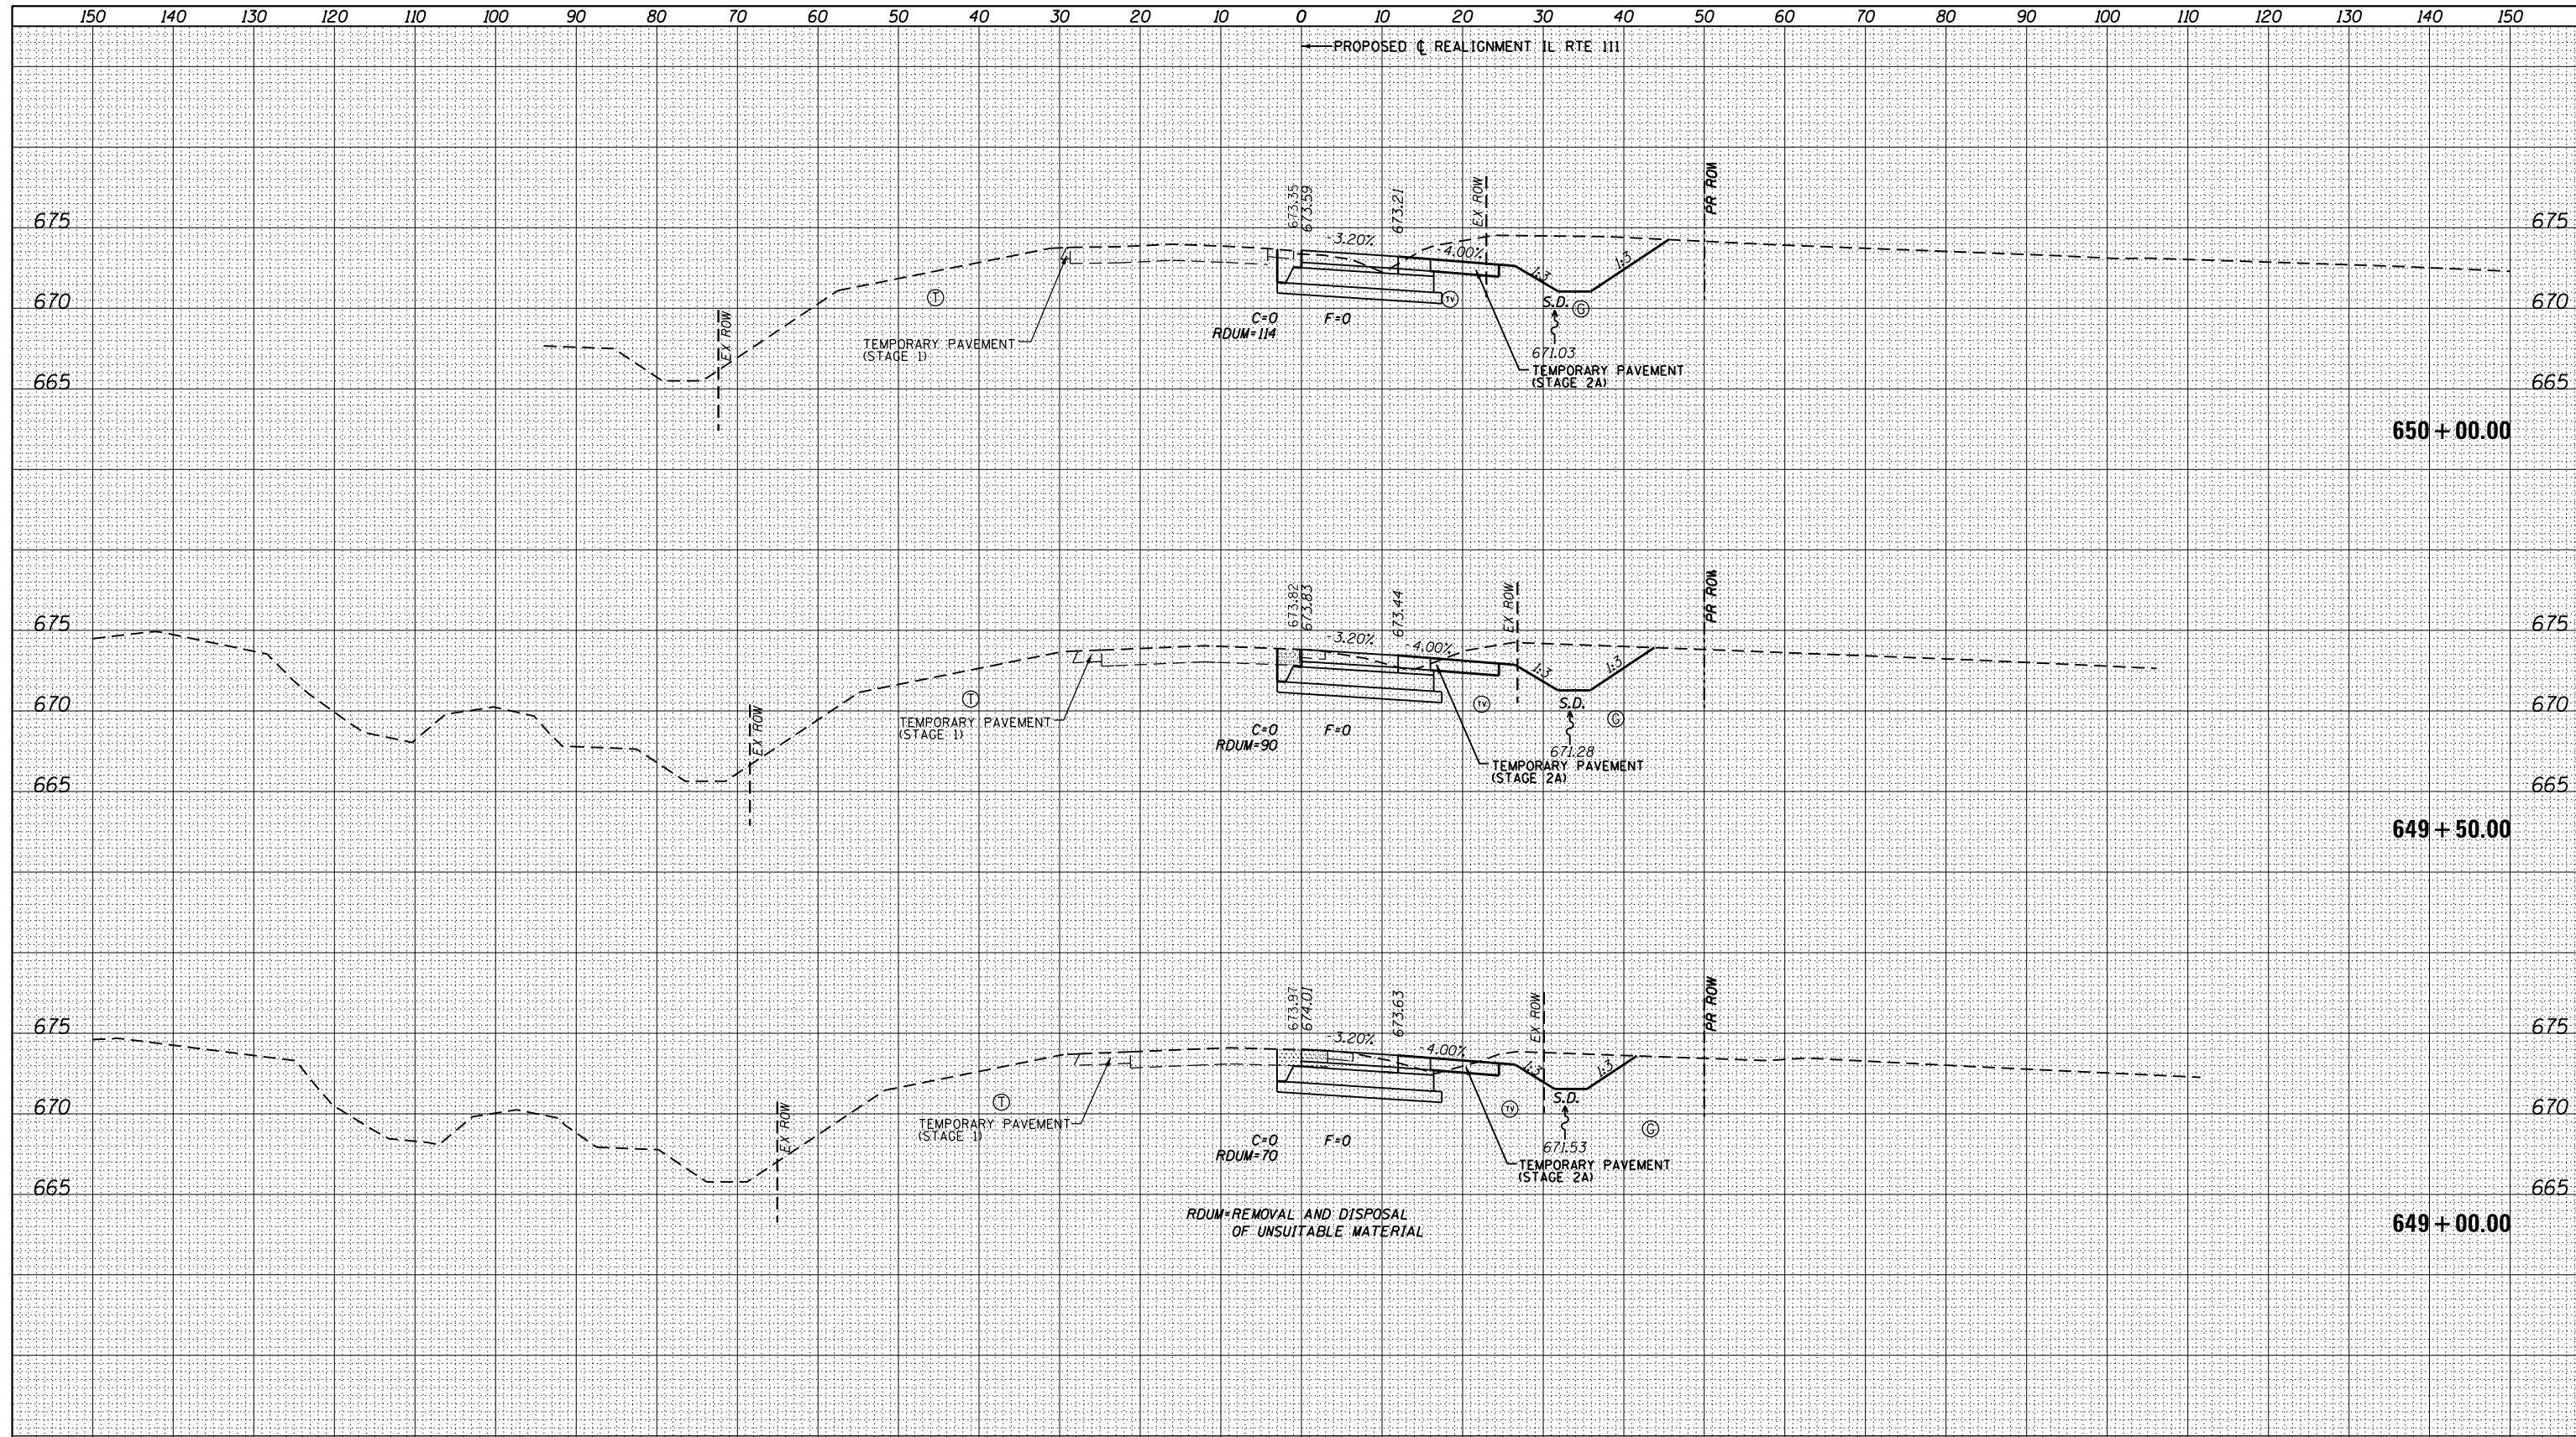 150 140 130 120 110 100 90 80 70 60 50 40 30 20 10 0 10 20 30 40 50 60 70 80 90 100 110 120 130 140 150
PROPOSED ℄ REALIGNMENT IL RTE 111
673.35
673.59
673.21
EX ROW
PR ROW
675
675
-3.20%
-4.00%
1:3
1:3
T
670
TV
S.D.
G
670
EX ROW
C=0 F=0
RDUM=114
TEMPORARY PAVEMENT
(STAGE 1)
671.03
TEMPORARY PAVEMENT
(STAGE 2A)
665
665
650+00.00
673.82
673.83
673.44
EX ROW
PR ROW
675
675
-3.20%
-4.00%
1:3
1:3
T
670
TV
S.D.
G
670
EX ROW
TEMPORARY PAVEMENT
(STAGE 1)
C=0 F=0
RDUM=90
671.28
TEMPORARY PAVEMENT
(STAGE 2A)
665
665
649+50.00
673.97
674.01
673.63
EX ROW
PR ROW
675
675
-3.20%
-4.00%
1:3
1:3
T
670
TV
S.D.
G
670
EX ROW
TEMPORARY PAVEMENT
(STAGE 1)
C=0 F=0
RDUM=70
671.53
TEMPORARY PAVEMENT
(STAGE 2A)
665
665
RDUM=REMOVAL AND DISPOSAL
OF UNSUITABLE MATERIAL
649+00.00